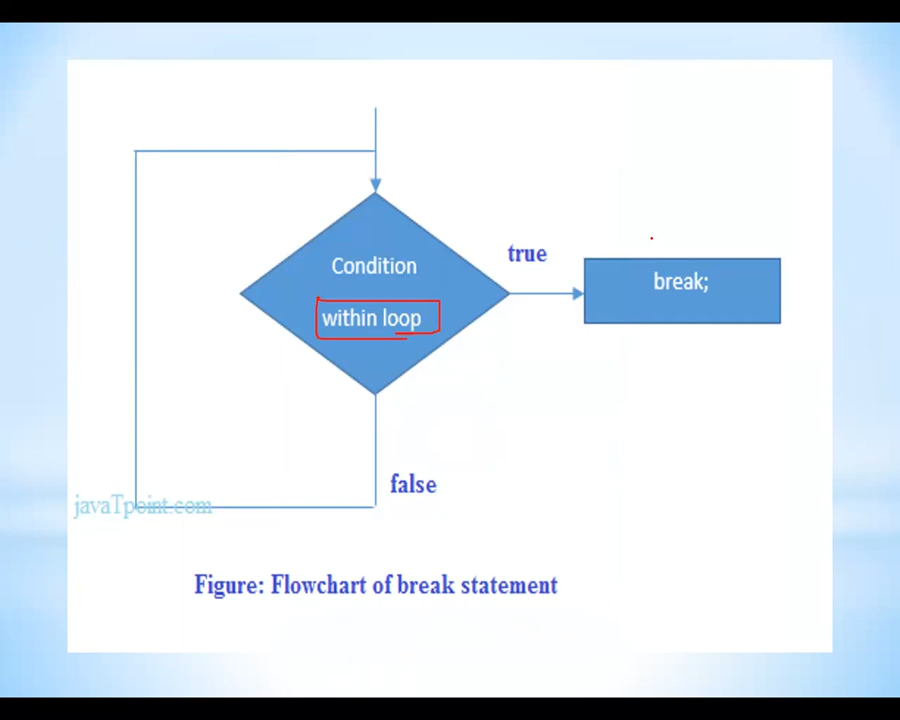 Condition
within loop
true
break;
false
javaTpoint.com
Figure: Flowchart of break statement